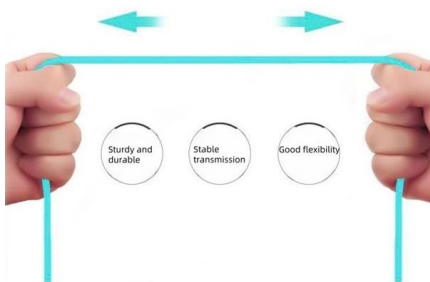 Sturdy and
durable
Stable
transmission
Good flexibility